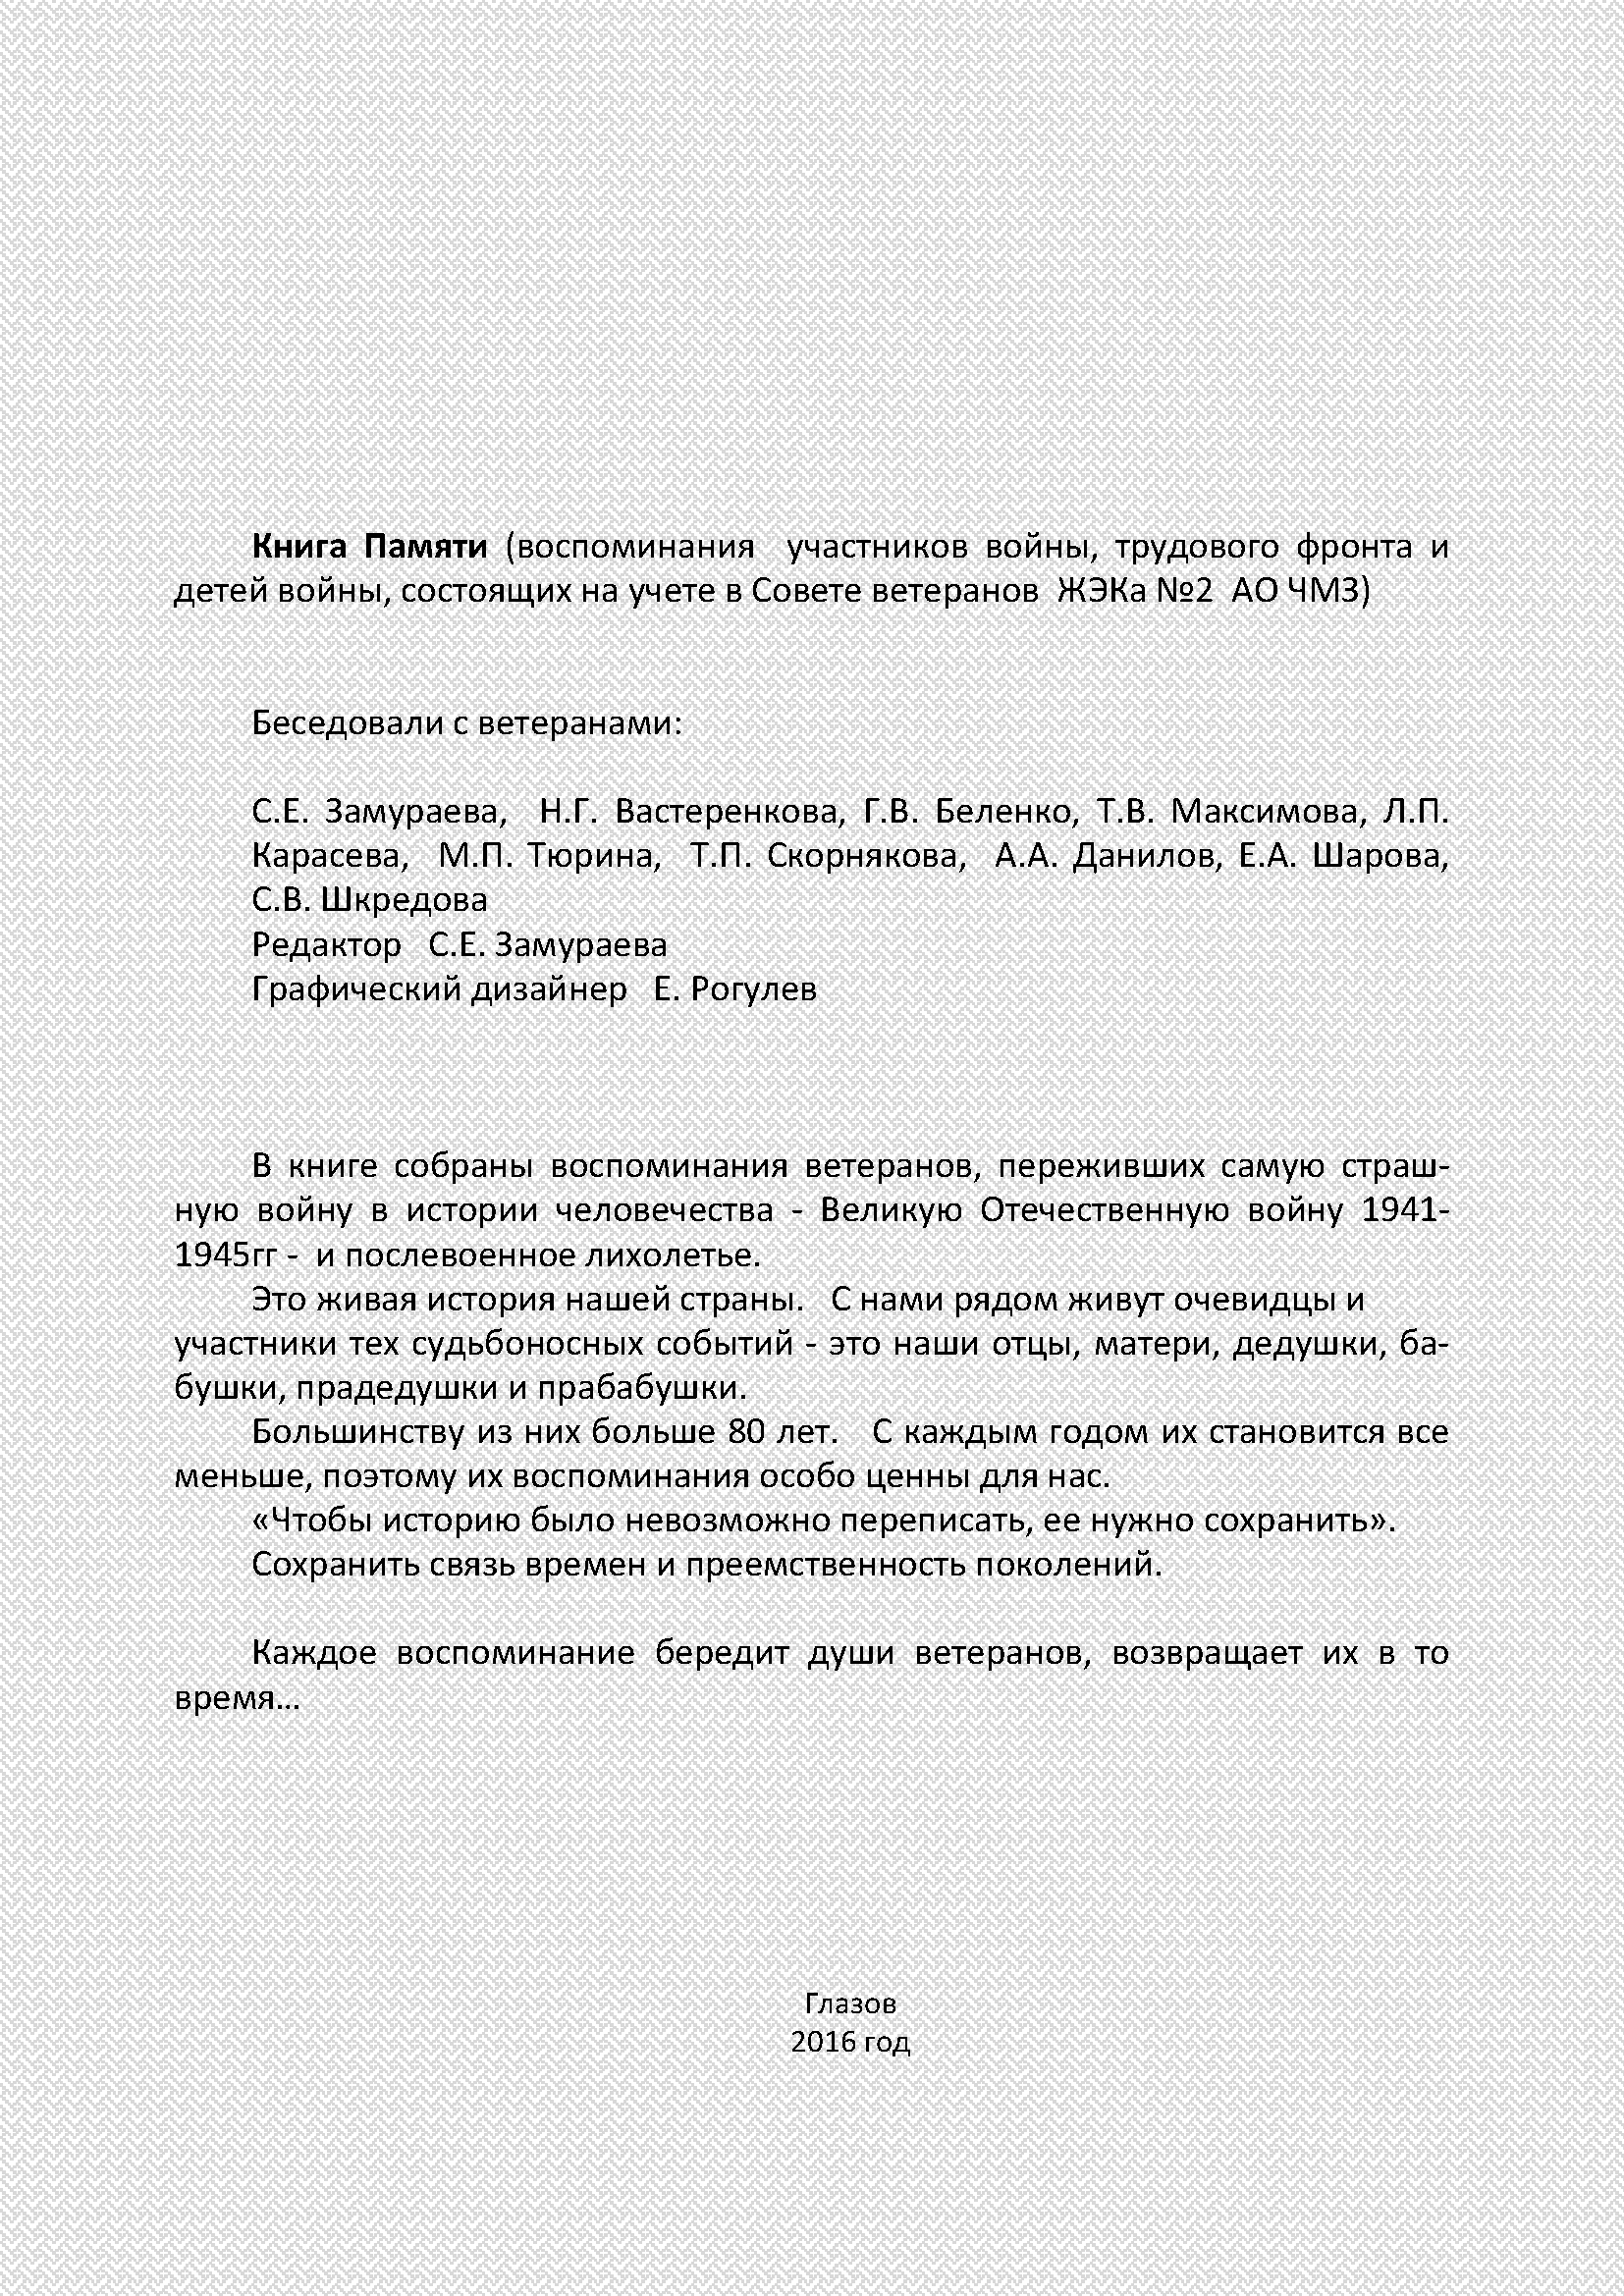 Книга Памяти (воспоминания участников войны, трудового фронта и
детей войны, состоящих на учете в Совете ветеранов ЖЭКа №2 АО ЧМЗ)
Беседовали с ветеранами:
С.Е. Замураева, Н.Г. Вастеренкова, Г.В. Беленко, Т.В. Максимова, Л.П.
Карасева, М.П. Тюрина, Т.П. Скорнякова, А.А. Данилов, Е.А. Шарова,
С.В. Шкредова
Редактор С.Е. Замураева
Графический дизайнер Е. Рогулев
В книге собраны воспоминания ветеранов, переживших самую страш-
ную войну в истории человечества - Великую Отечественную войну 1941-
1945гг - и послевоенное лихолетье.
Это живая история нашей страны. С нами рядом живут очевидцы и
участники тех судьбоносных событий - это наши отцы, матери, дедушки, ба-
бушки, прадедушки и прабабушки.
Большинству из них больше 80 лет. С каждым годом их становится все
меньше, поэтому их воспоминания особо ценны для нас.
«Чтобы историю было невозможно переписать, ее нужно сохранить».
Сохранить связь времен и преемственность поколений.
Каждое воспоминание бередит души ветеранов, возвращает их в то
время...
Глазов
2016 год